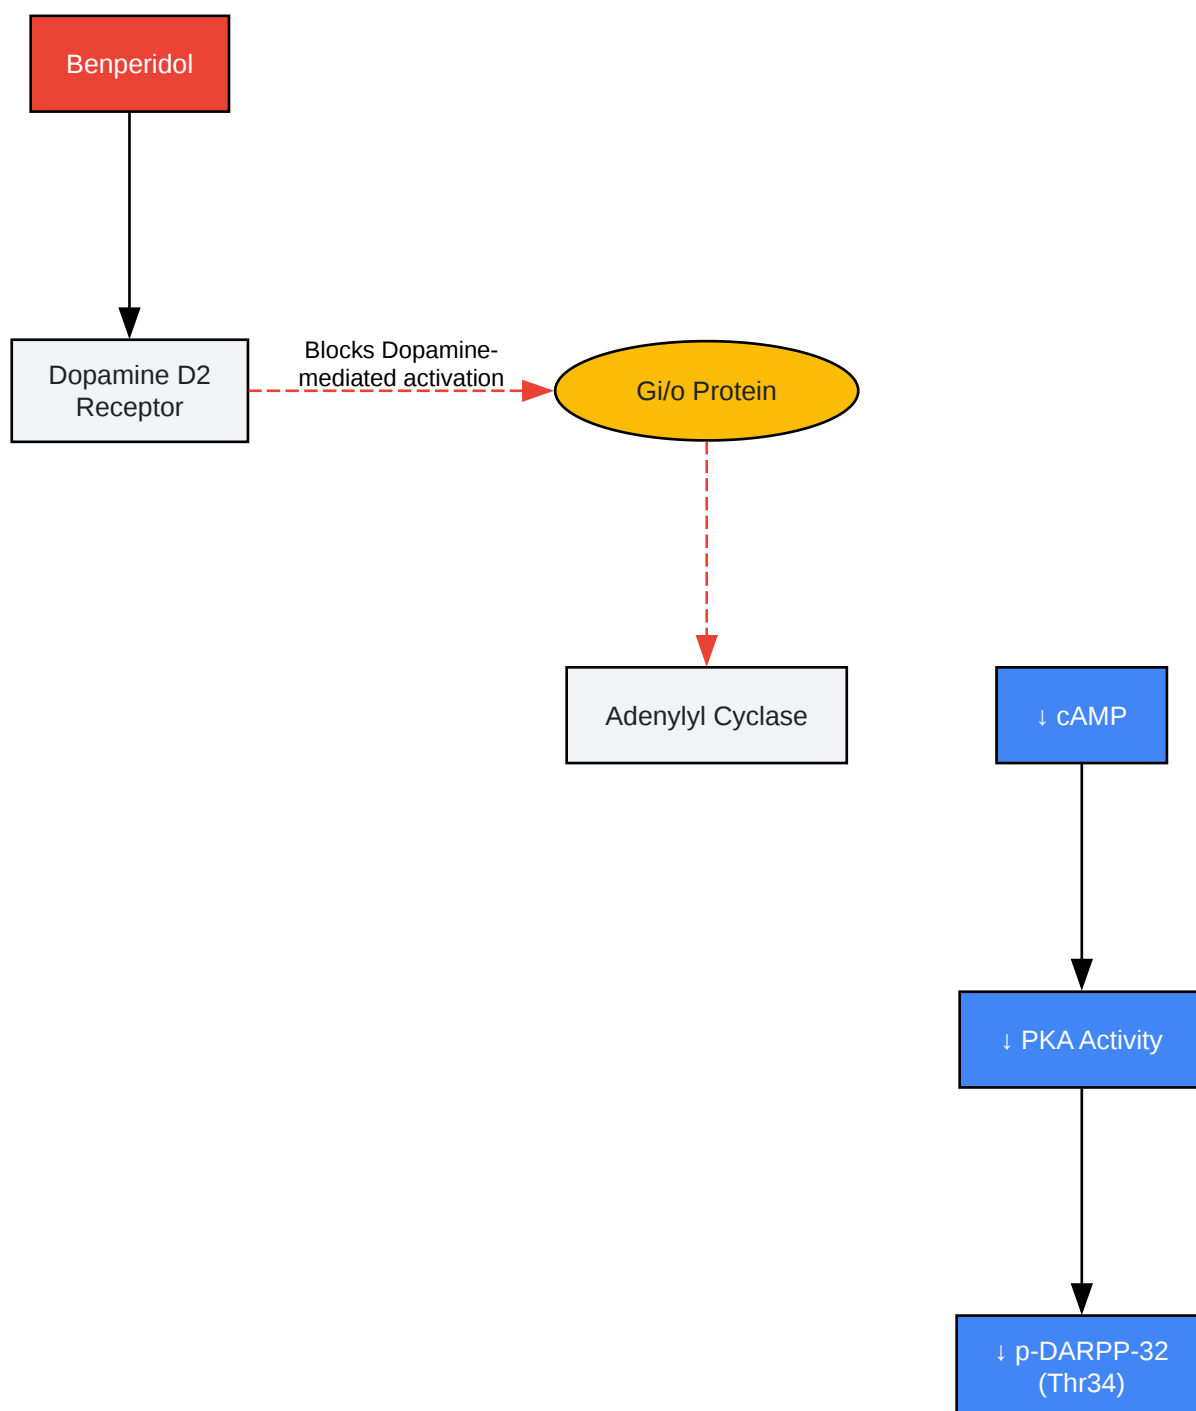 Benperidol
Dopamine D2
Receptor
Blocks Dopamine-
mediated activation
Gi/o Protein
Adenylyl Cyclase
↓ cAMP
↓ PKA Activity
↓ p-DARPP-32
(Thr34)